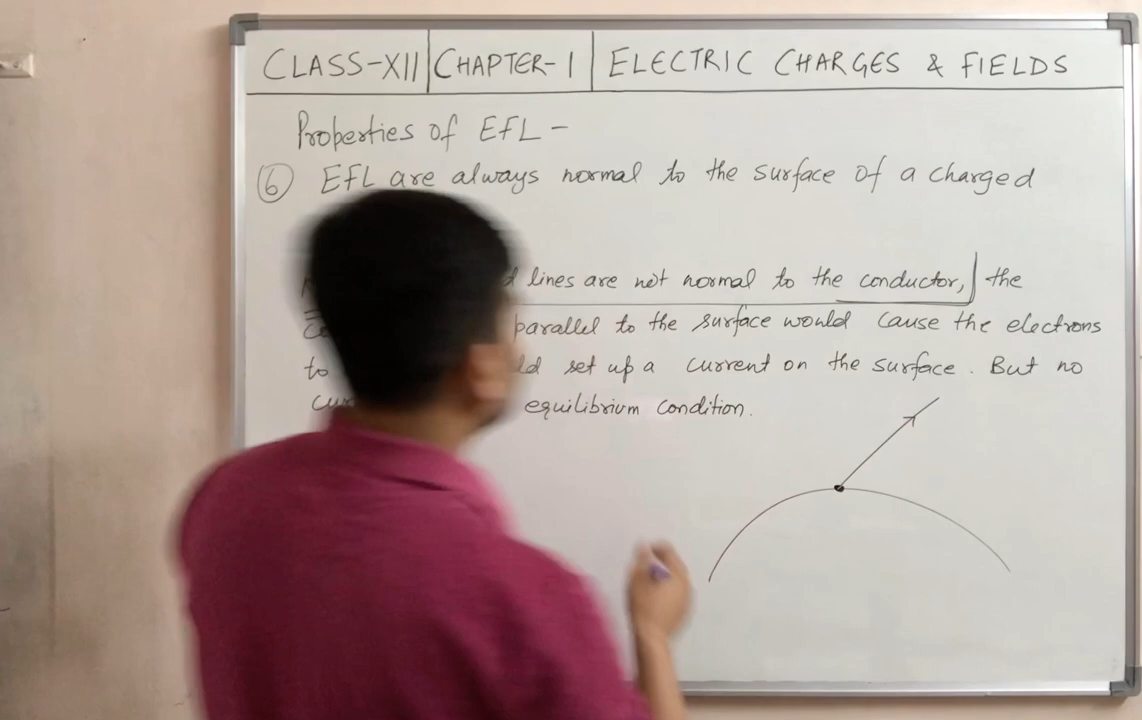 CLASS-XII CHAPTER-1 ELECTRIC CHARGES & FIELDS
Properties of EFL -
6 EFL are always normal to the surface of a charged
lines are not normal to the conductor, the
parallel to the surface would cause the electrons
to set up a current on the surface. But no
equilibrium condition.